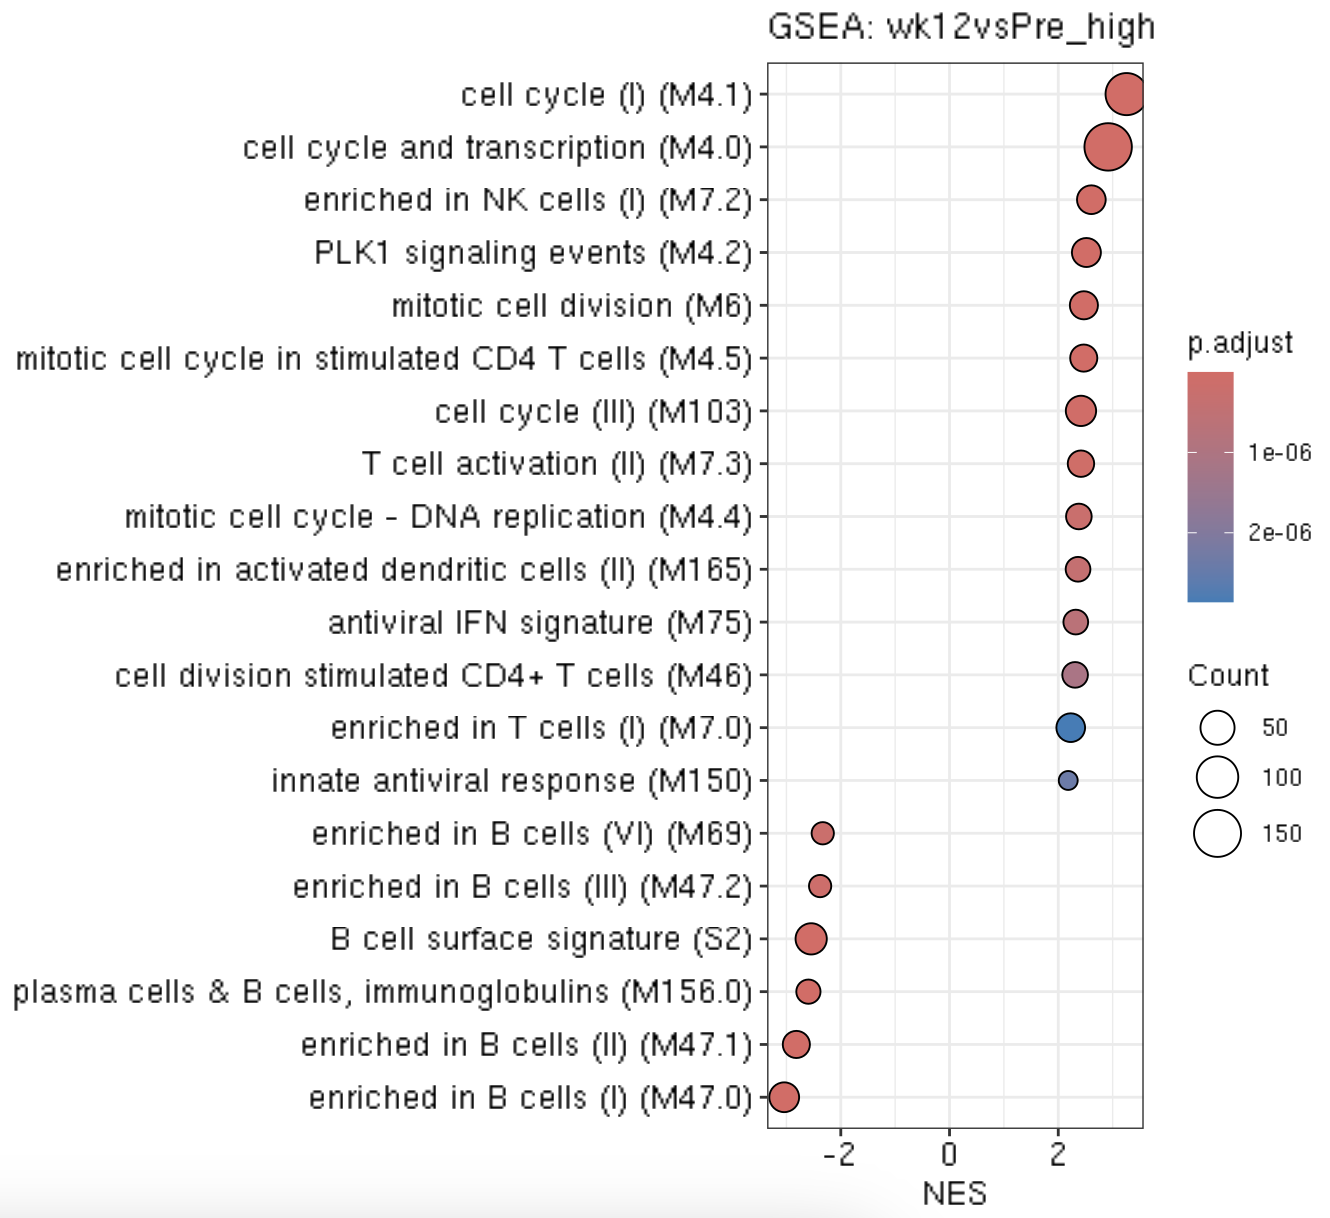 GSEA: wk12vsPre_high
cell cycle (I) (M4.1)
cell cycle and transcription (M4.0)
enriched in NK cells (I) (M7.2)
PLK1 signaling events (M4.2)
mitotic cell division (M6)
mitotic cell cycle in stimulated CD4 T cells (M4.5)
cell cycle (III) (M103)
T cell activation (II) (M7.3)
mitotic cell cycle - DNA replication (M4.4)
enriched in activated dendritic cells (II) (M165)
antiviral IFN signature (M75)
cell division stimulated CD4+ T cells (M46)
enriched in T cells (I) (M7.0)
innate antiviral response (M150)
enriched in B cells (VI) (M69)
enriched in B cells (III) (M47.2)
B cell surface signature (S2)
plasma cells & B cells, immunoglobulins (M156.0)
enriched in B cells (II) (M47.1)
enriched in B cells (I) (M47.0)
-2 0 2
NES
p.adjust
1e-06
2e-06
Count
50
100
150